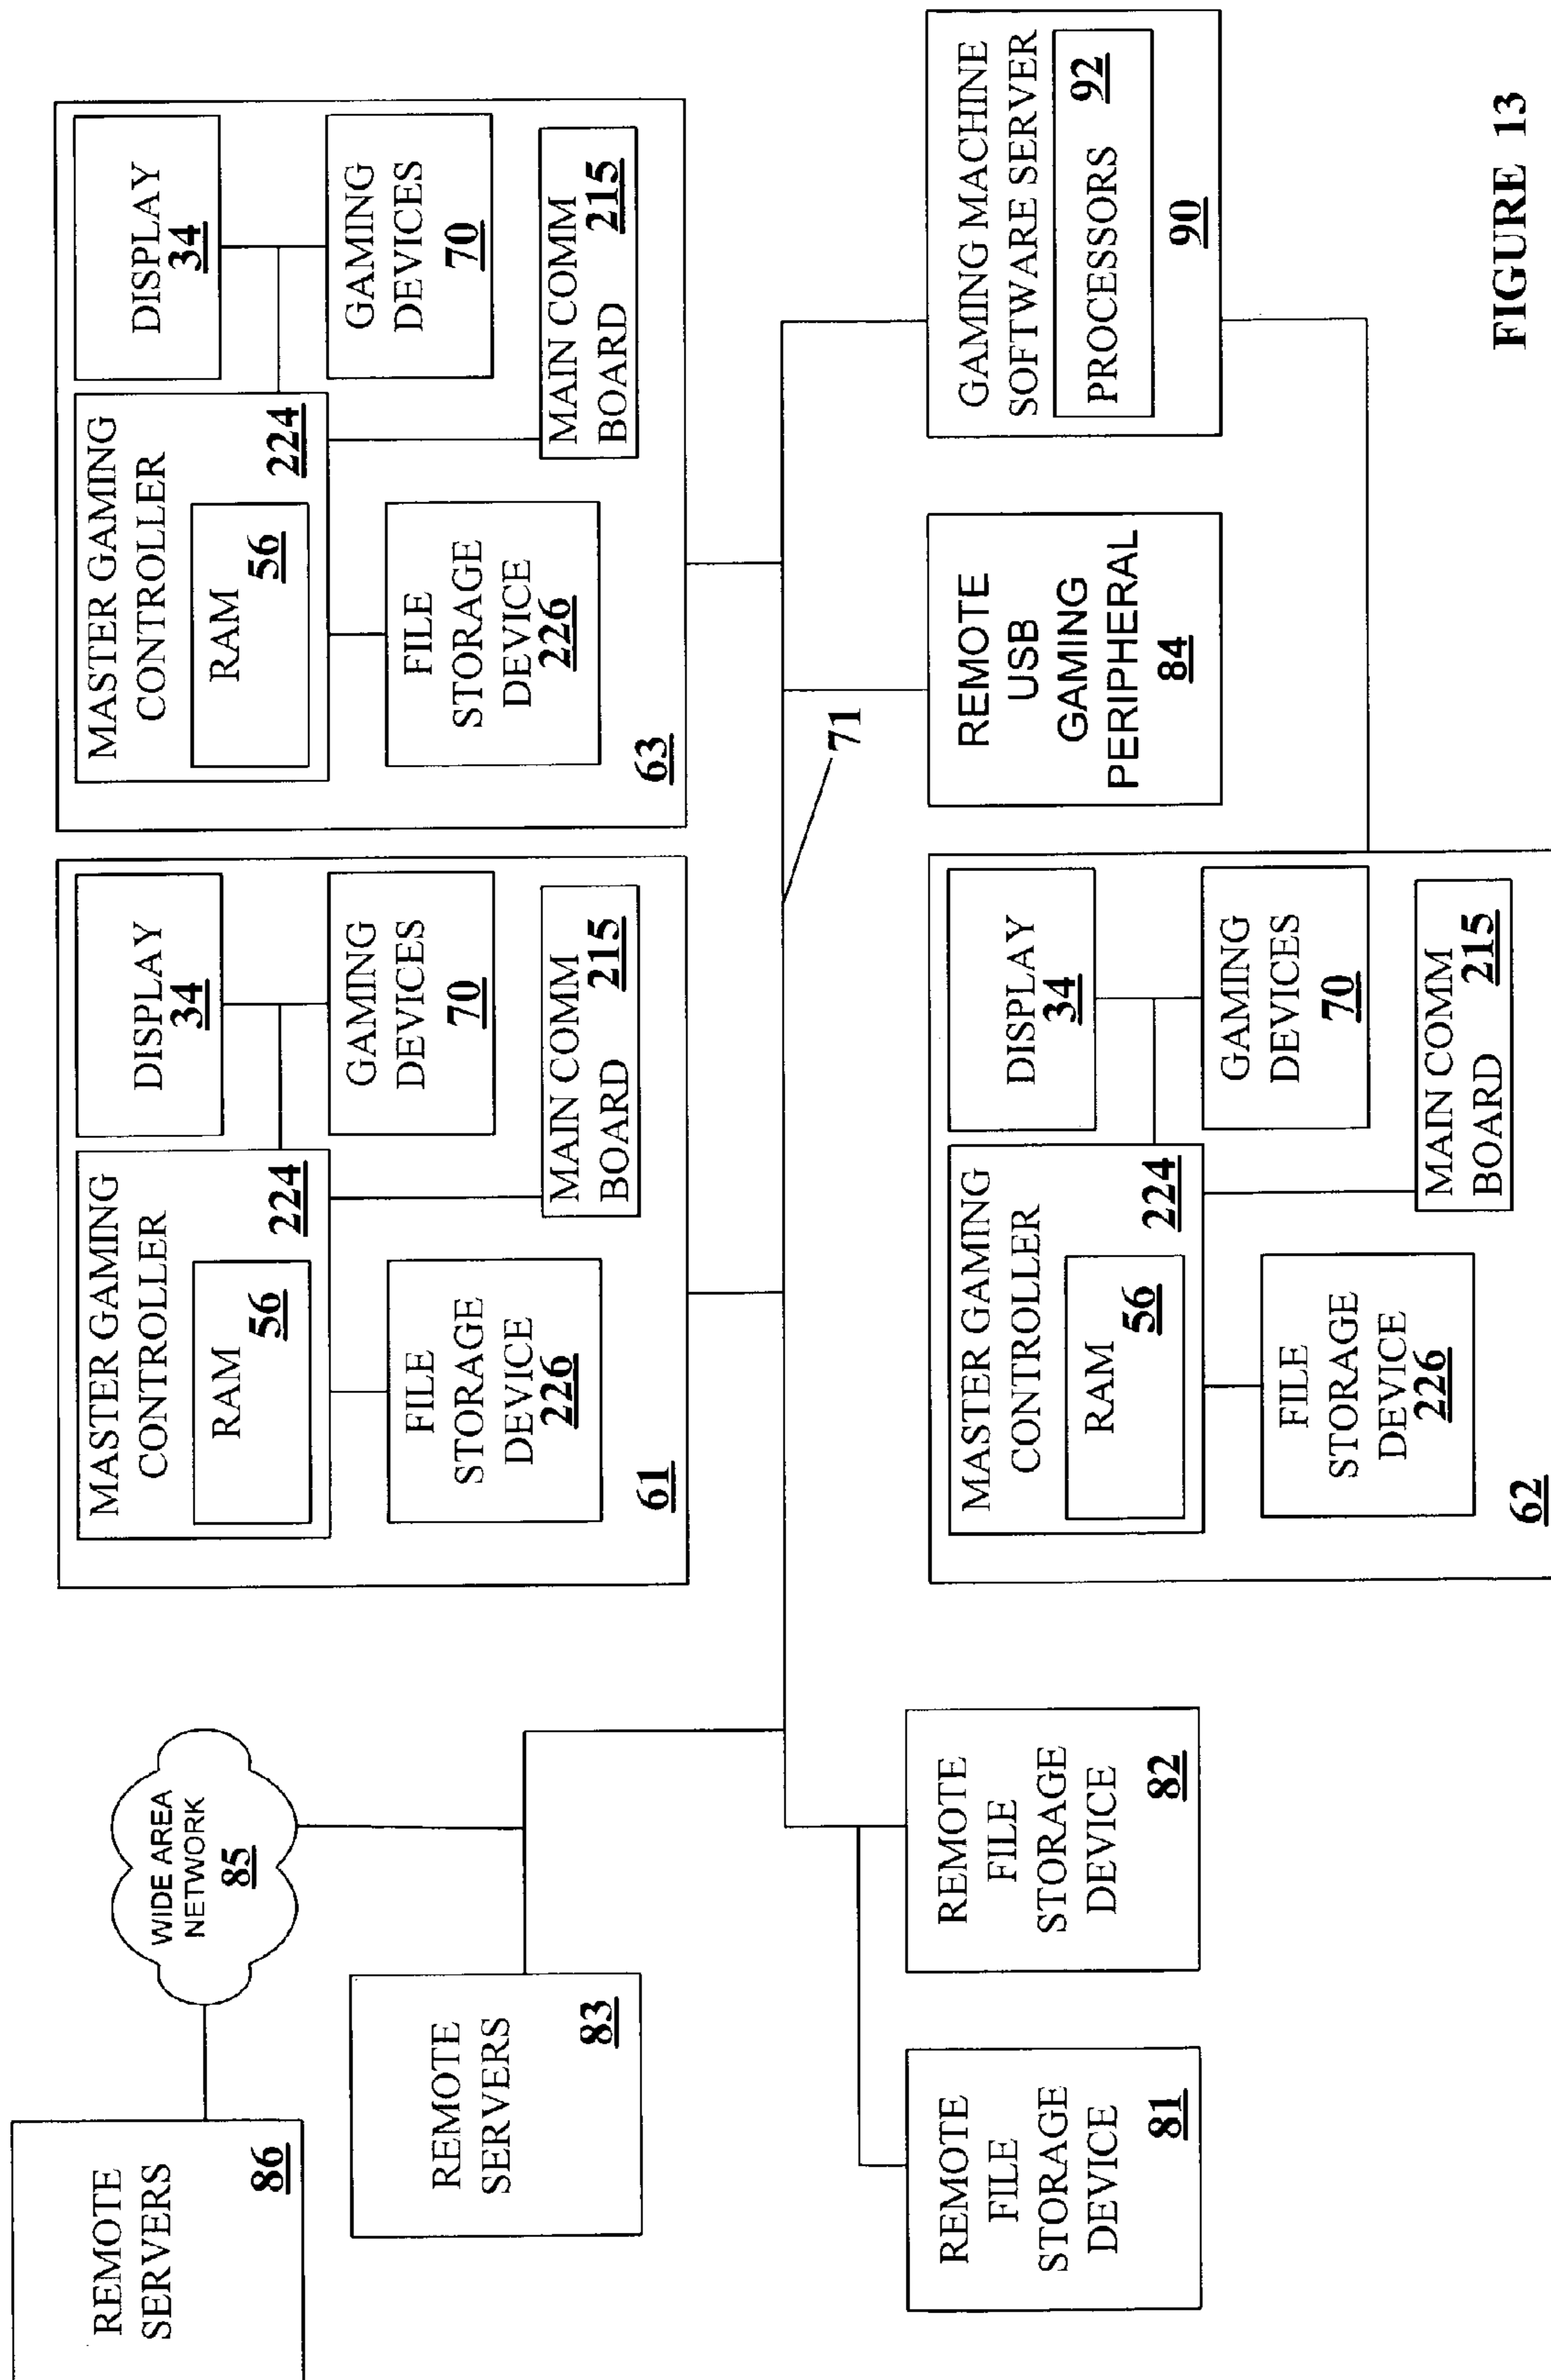 REMOTE
SERVERS
86
WIDE AREA
NETWORK
85
REMOTE
SERVERS
83
MASTER GAMING
CONTROLLER
224
RAM
56
DISPLAY
34
FILE
STORAGE
DEVICE
226
GAMING
DEVICES
70
MAIN COMM
BOARD
215
61
MASTER GAMING
CONTROLLER
224
RAM
56
DISPLAY
34
FILE
STORAGE
DEVICE
226
GAMING
DEVICES
70
MAIN COMM
BOARD
215
63
71
REMOTE
FILE
STORAGE
DEVICE
81
REMOTE
FILE
STORAGE
DEVICE
82
MASTER GAMING
CONTROLLER
224
RAM
56
DISPLAY
34
FILE
STORAGE
DEVICE
226
GAMING
DEVICES
70
MAIN COMM
BOARD
215
62
REMOTE
USB
GAMING
PERIPHERAL
84
GAMING MACHINE
SOFTWARE SERVER
PROCESSORS 92
90
FIGURE 13